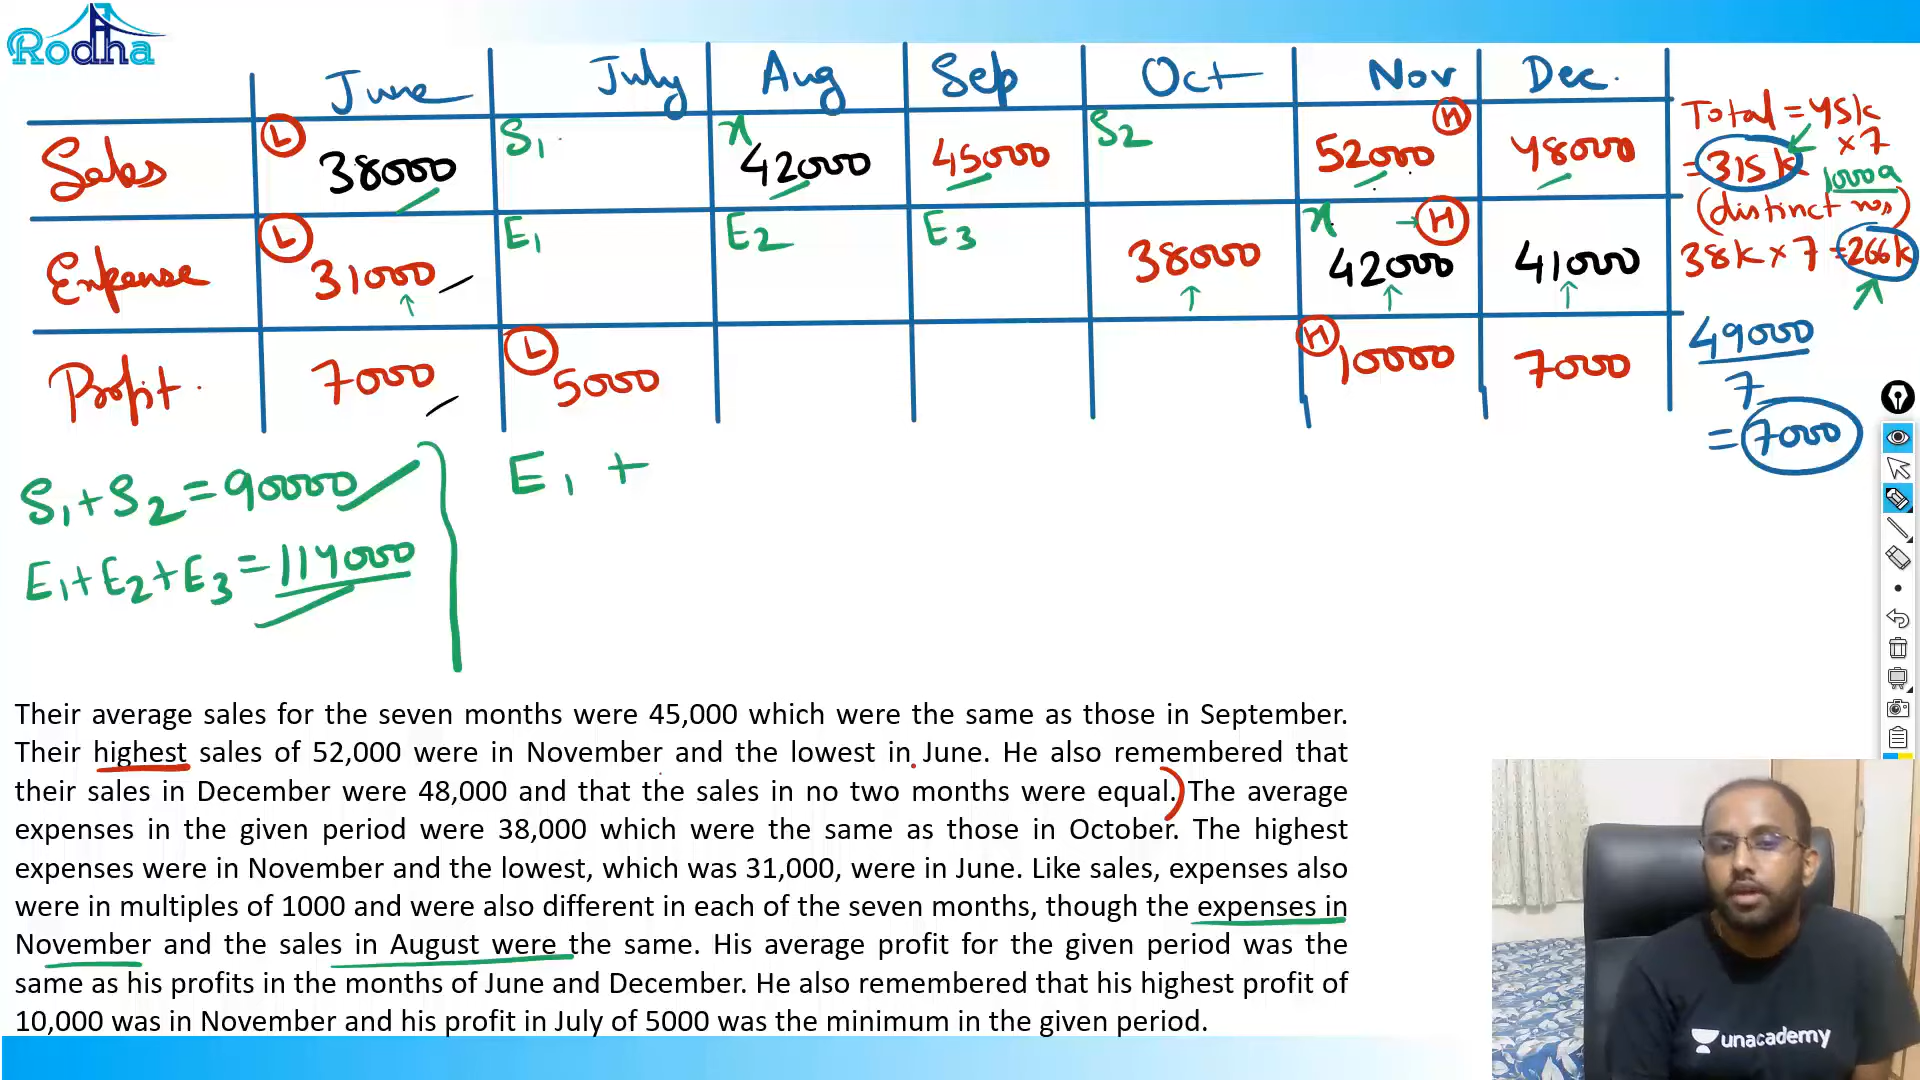 Rodha
June July Aug Sep Oct Nov Dec.
Sales L 38000 S1 x 42000 45000 S2 52000 H 48000
Expense L 31000 E1 E2 E3 38000 x H 42000 41000
Profit. 7000 L 5000 H 10000 7000
Total = 45k
× 7
= 315k
1000a
(distinct nos)
38k × 7 = 266k
49000
7
= 7000
S1 + S2 = 90000
E1 + E2 + E3 = 114000
E1 +
Their average sales for the seven months were 45,000 which were the same as those in September.
Their highest sales of 52,000 were in November and the lowest in June. He also remembered that
their sales in December were 48,000 and that the sales in no two months were equal. The average
expenses in the given period were 38,000 which were the same as those in October. The highest
expenses were in November and the lowest, which was 31,000, were in June. Like sales, expenses also
were in multiples of 1000 and were also different in each of the seven months, though the expenses in
November and the sales in August were the same. His average profit for the given period was the
same as his profits in the months of June and December. He also remembered that his highest profit of
10,000 was in November and his profit in July of 5000 was the minimum in the given period.
unacademy